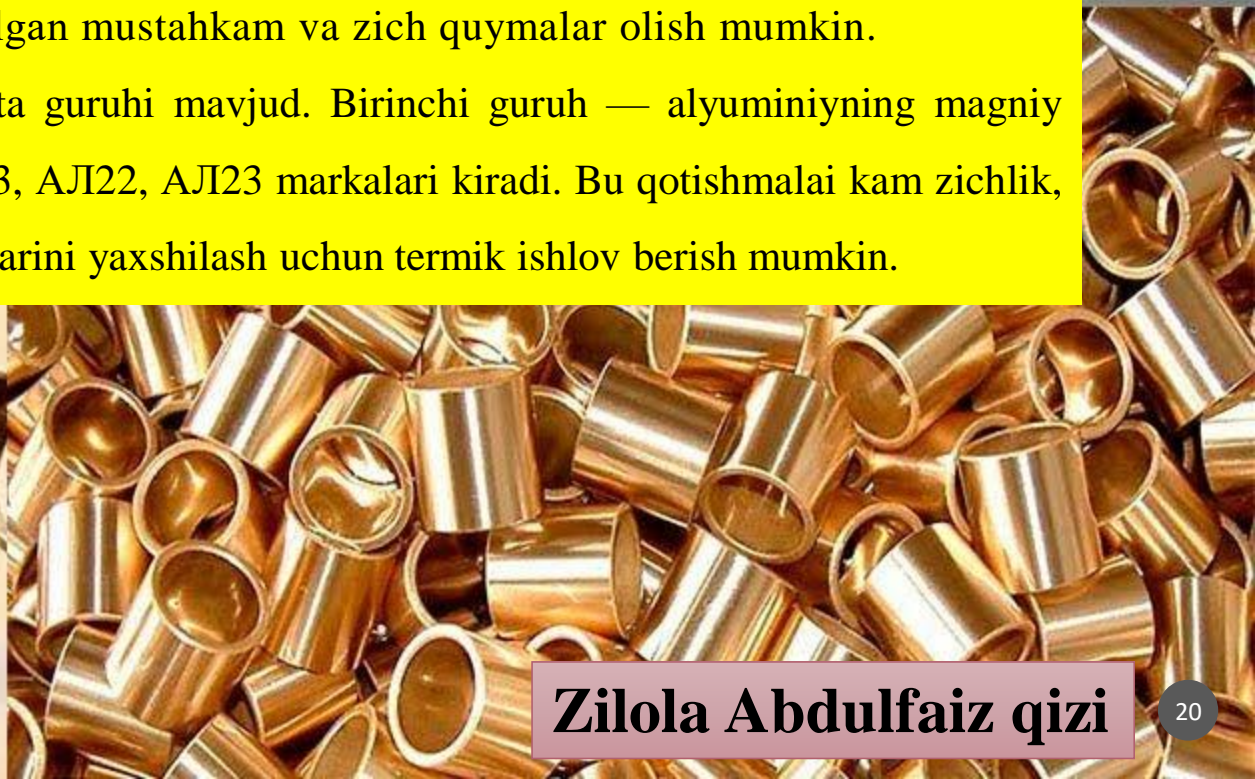 lgan mustahkam va zich quymalar olish mumkin.
ta guruhi mavjud. Birinchi guruh — alyuminiyning magniy
3, АЛ22, АЛ23 markalari kiradi. Bu qotishmalai kam zichlik,
arini yaxshilash uchun termik ishlov berish mumkin.
Zilola Abdulfaiz qizi
20